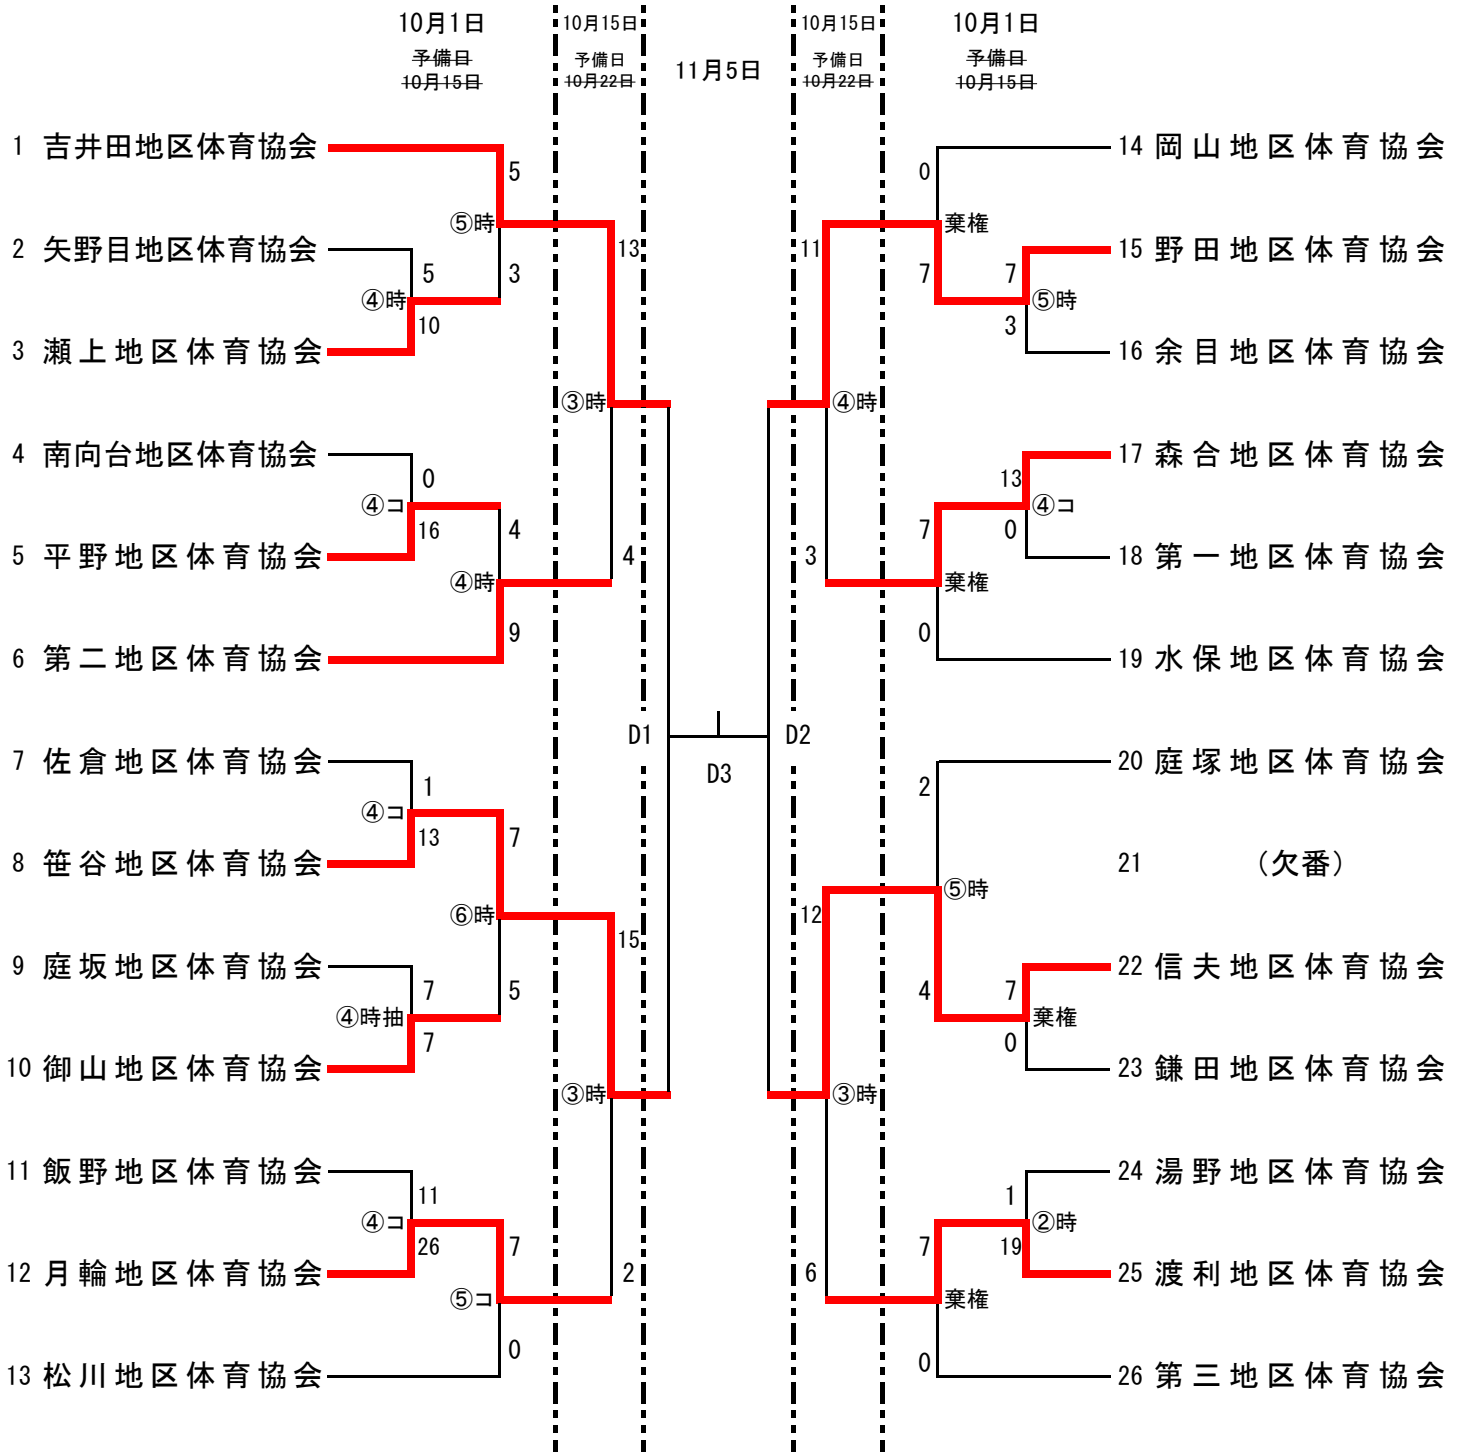 10月1日 10月15日 10月15日 10月1日
予備日 予備日 11月5日 予備日 予備日
10月15日 10月22日 10月22日 10月15日
1 吉井田地区体育協会 14 岡山地区体育協会
5 0
⑤時 棄権
2 矢野目地区体育協会 13 11 15 野田地区体育協会
5 3 7 7
④時 ⑤時
10 3
3 瀬上地区体育協会 16 余目地区体育協会
③時 ④時
4 南向台地区体育協会 17 森合地区体育協会
0 13
④コ ④コ
16 4 7 0
5 平野地区体育協会 4 3 18 第一地区体育協会
④時 棄権
9 0
6 第二地区体育協会 19 水保地区体育協会
D1 D2
7 佐倉地区体育協会 D3 20 庭塚地区体育協会
1 2
④コ
13 7
8 笹谷地区体育協会 21 (欠番)
⑤時
⑥時 12
15
9 庭坂地区体育協会 22 信夫地区体育協会
7 5 4 7
④時抽 棄権
7 0
10 御山地区体育協会 23 鎌田地区体育協会
③時 ③時
11 飯野地区体育協会 24 湯野地区体育協会
11 1
④コ ②時
26 7 7 19
12 月輪地区体育協会 2 6 25 渡利地区体育協会
⑤コ 棄権
0 0
13 松川地区体育協会 26 第三地区体育協会